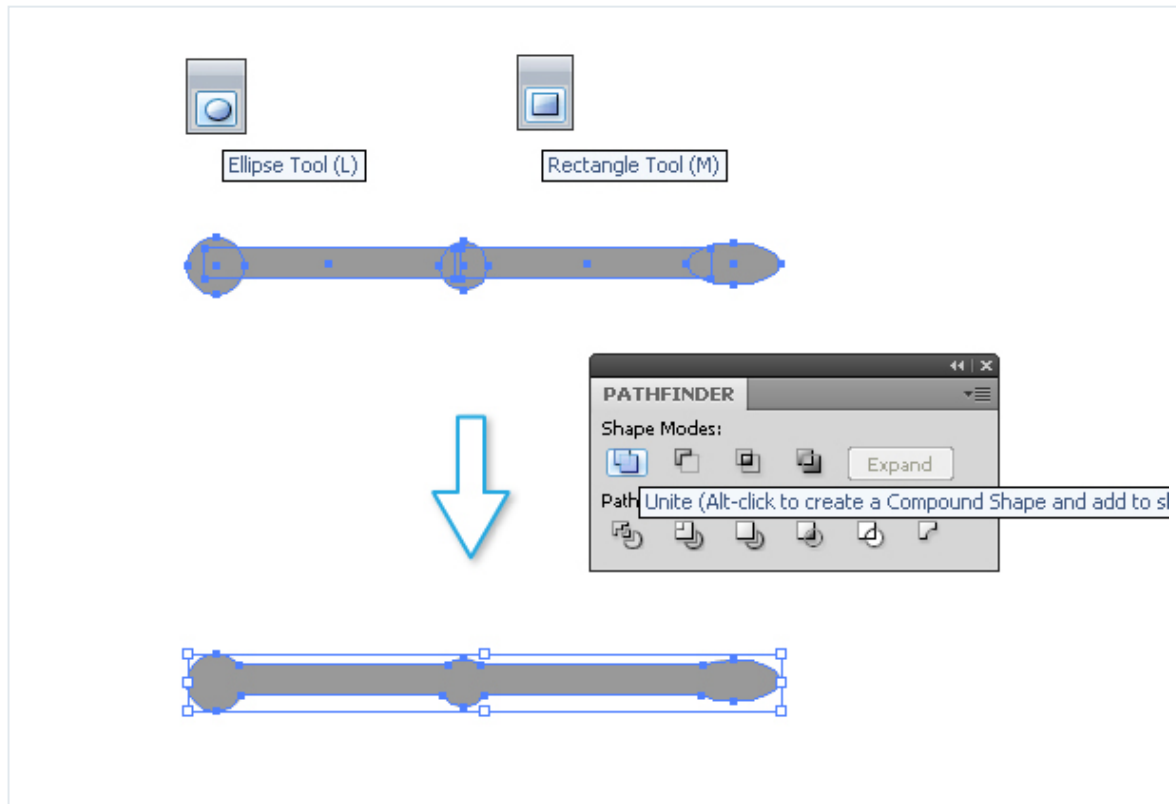 Ellipse Tool (L)
Rectangle Tool (M)
PATHFINDER
Shape Modes:
Expand
Path
Unite (Alt-click to create a Compound Shape and add to sl